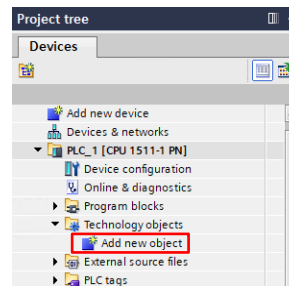 Project tree
Devices
Add new device
Devices & networks
PLC_1 [CPU 1511-1 PN]
Device configuration
Online & diagnostics
Program blocks
Technology objects
Add new object
External source files
PLC tags